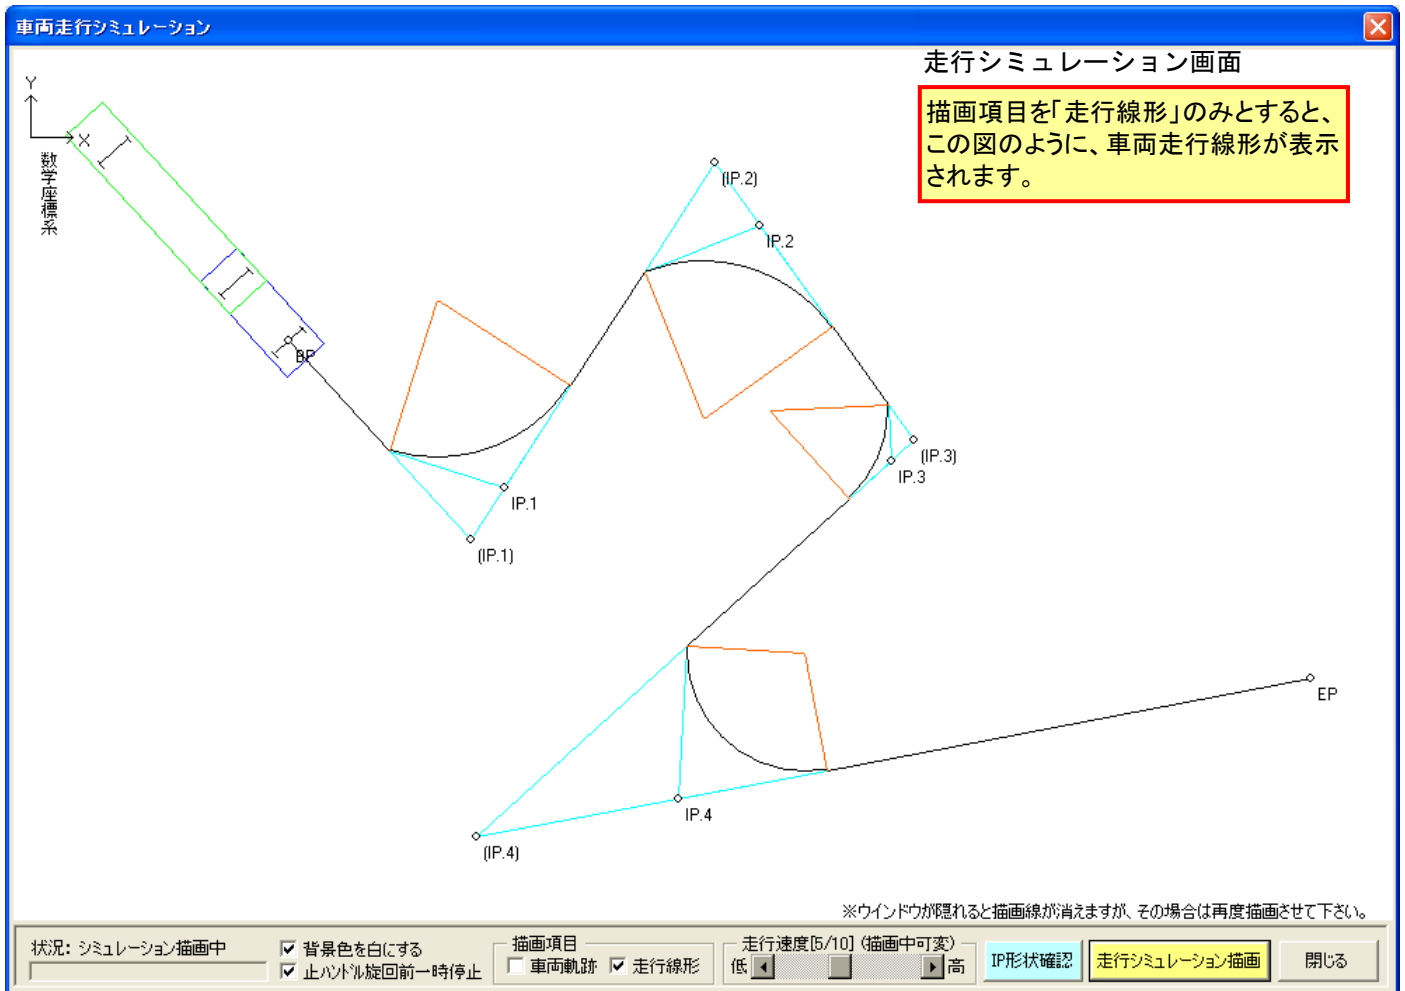 車両走行シミュレーション
走行シミュレーション画面
描画項目を「走行線形」のみとすると、
この図のように、車両走行線形が表示
されます。
Y
X
数学座標系
(IP.2)
IP.2
BP
(IP.3)
IP.3
IP.1
(IP.1)
EP
IP.4
(IP.4)
※ウインドウが隠れると描画線が消えますが、その場合は再度描画させて下さい。
状況: シミュレーション描画中
背景色を白にする
止ハンドル旋回前一時停止
描画項目
車両軌跡
走行線形
走行速度[5/10] (描画中可変)
低
高
IP形状確認
走行シミュレーション描画
閉じる